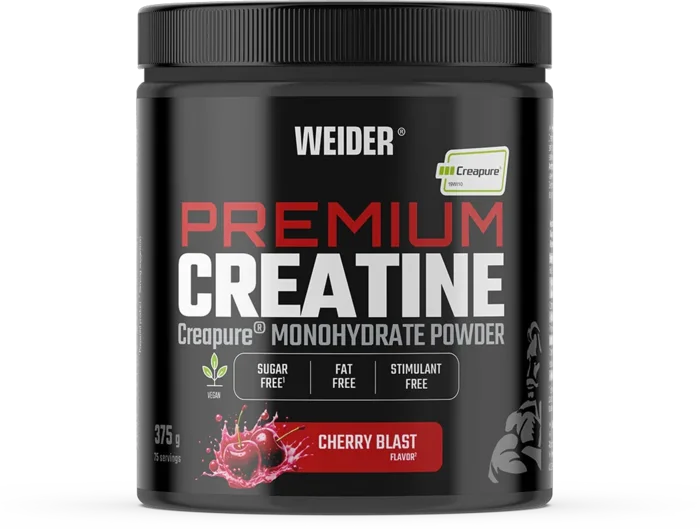 WEIDER®
Creapure®
PREMIUM
CREATINE
Creapure® MONOHYDRATE POWDER
VEGAN
SUGAR
FREE¹
FAT
FREE
STIMULANT
FREE
375 g
75 servings
CHERRY BLAST
FLAVOR²